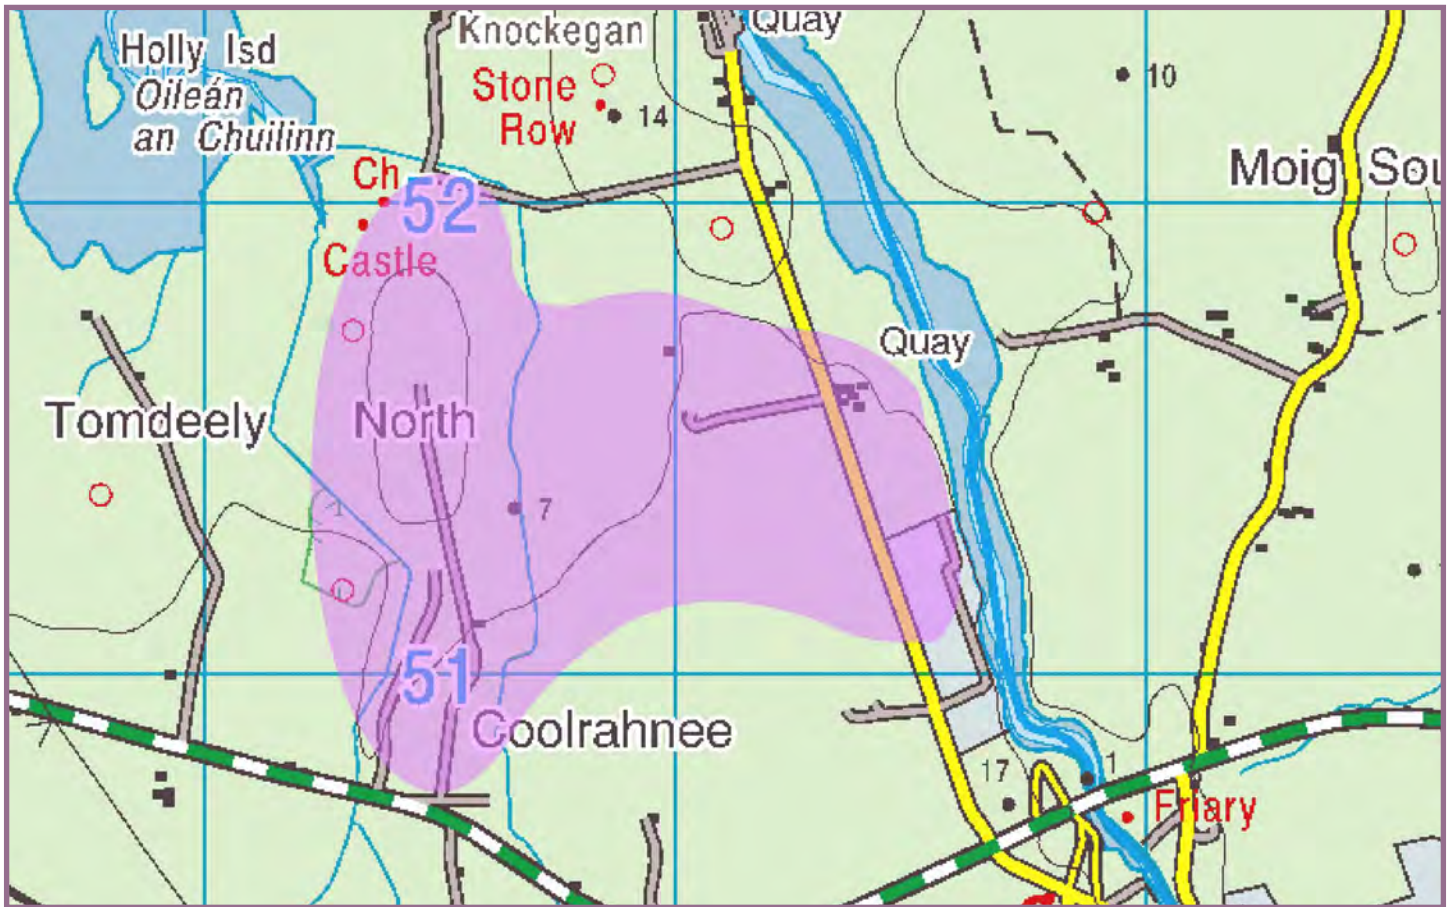 Holly Isd
Oileán
an Chuilinn
Knockegan
Stone
Row
14
Quay
10
Moig Sou
Ch
52
Castle
Quay
Tomdeely
North
7
51
Coolrahnee
17
1
Friary